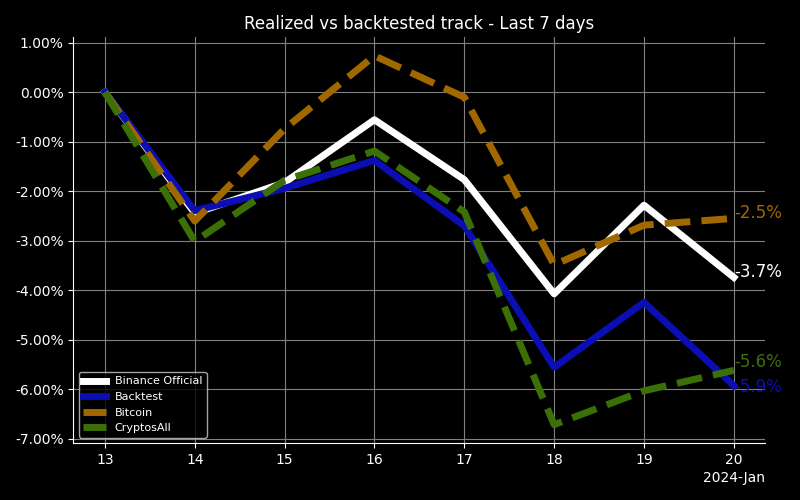 Realized vs backtested track - Last 7 days
1.00%
0.00%
-1.00%
-2.00%
-3.00%
-4.00%
-5.00%
-6.00%
-7.00%
-2.5%
-3.7%
-5.6%
-5.9%
Binance Official
Backtest
Bitcoin
CryptosAll
13 14 15 16 17 18 19 20
2024-Jan